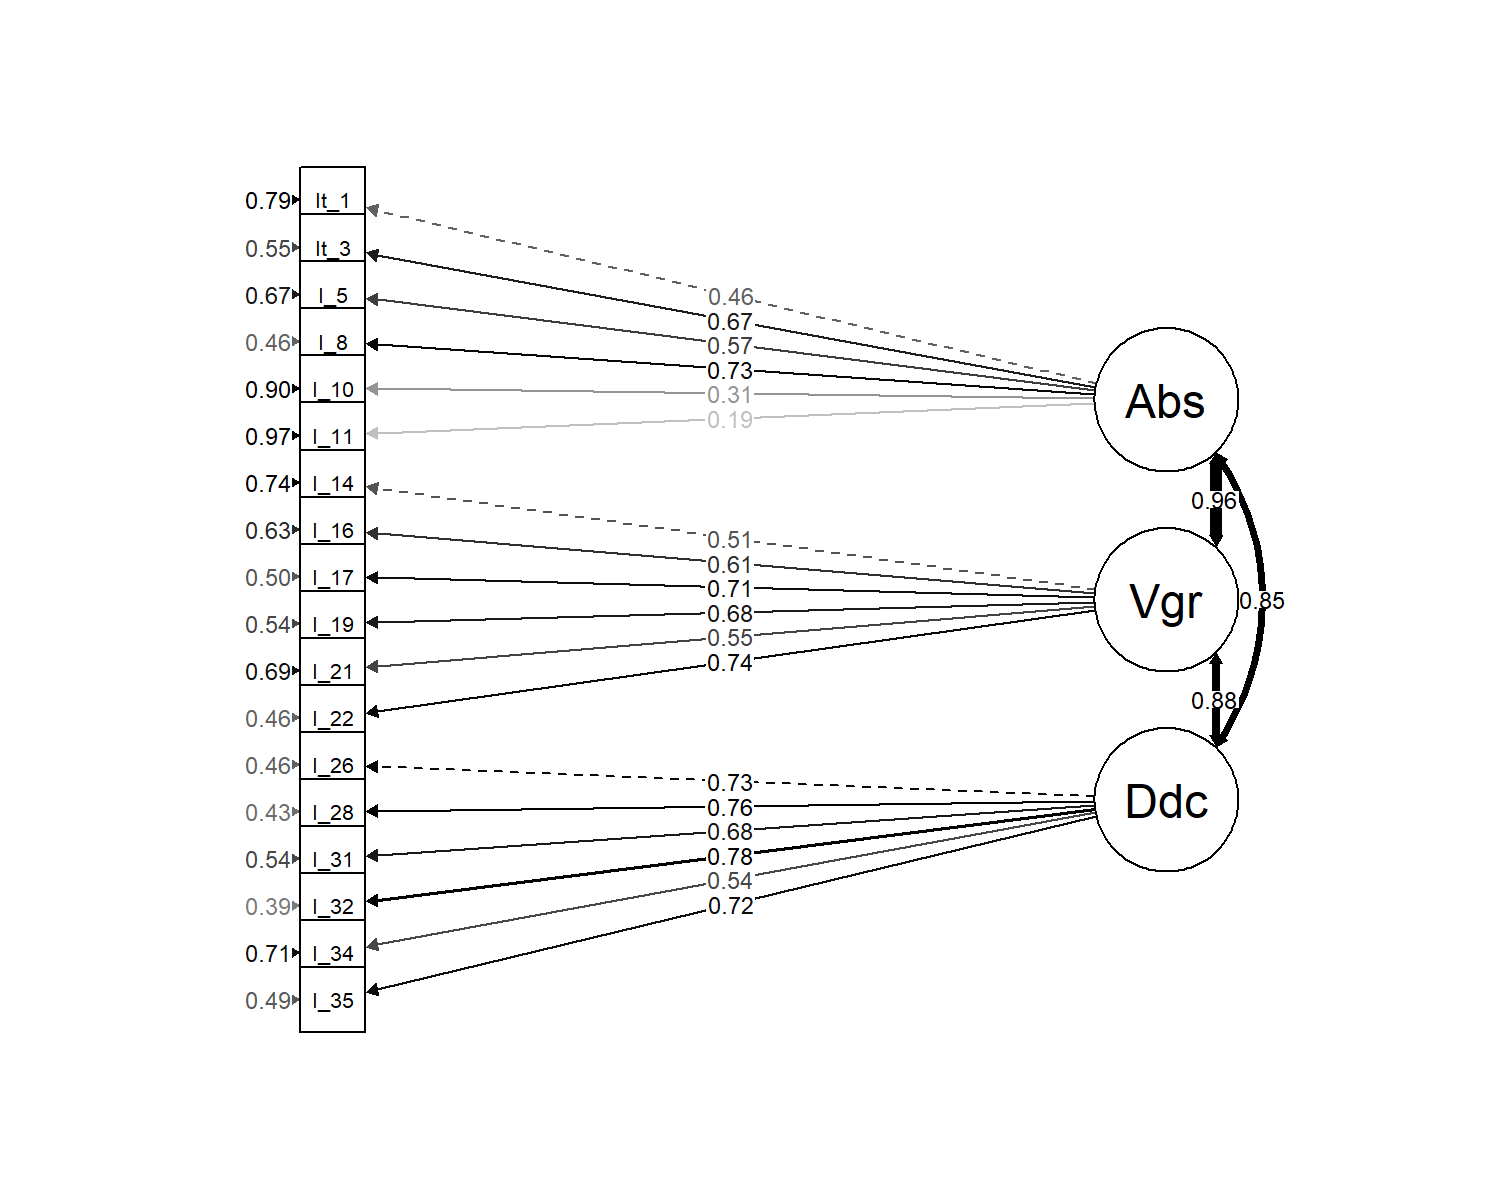 0.79 It_1
0.55 It_3
0.67 I_5
0.46 I_8
0.90 I_10
0.97 I_11
0.74 I_14
0.63 I_16
0.50 I_17
0.54 I_19
0.69 I_21
0.46 I_22
0.46 I_26
0.43 I_28
0.54 I_31
0.39 I_32
0.71 I_34
0.49 I_35
0.46
0.67
0.57
0.73
0.31
0.19
0.51
0.61
0.71
0.68
0.55
0.74
0.73
0.76
0.68
0.78
0.54
0.72
Abs
0.96
Vgr
0.85
0.88
Ddc